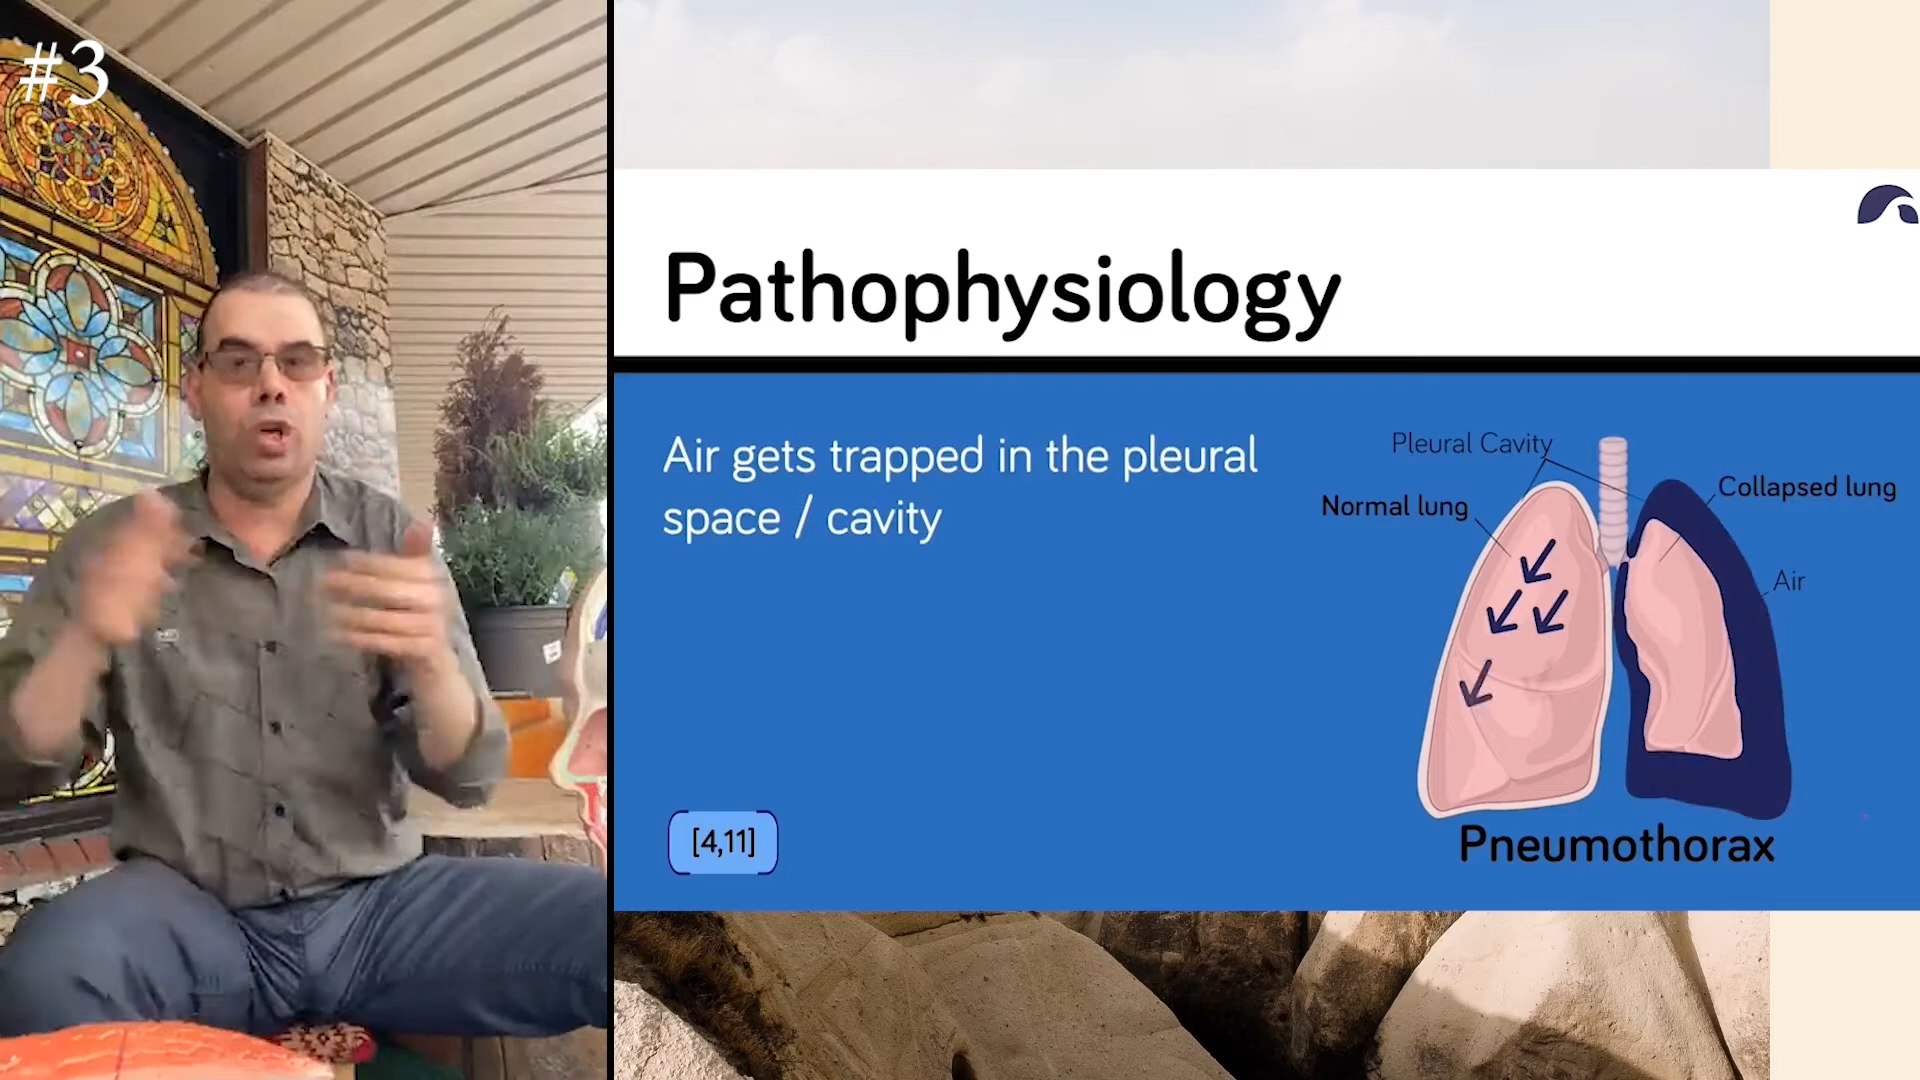 #3
Pathophysiology
Air gets trapped in the pleural
space / cavity
Pleural Cavity
Normal lung
Collapsed lung
Air
Pneumothorax
[4,11]